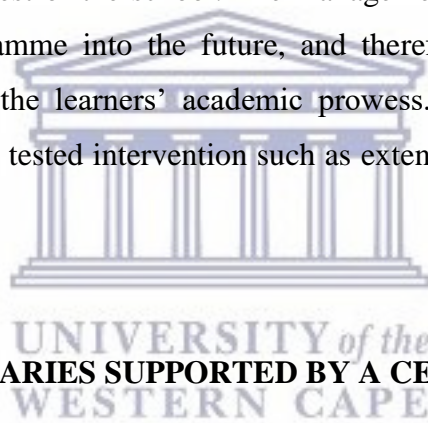 amme into the future, and theref
the learners' academic prowess.
tested intervention such as exten
UNIVERSITY of the
ARIES SUPPORTED BY A CE
WESTERN CAPE